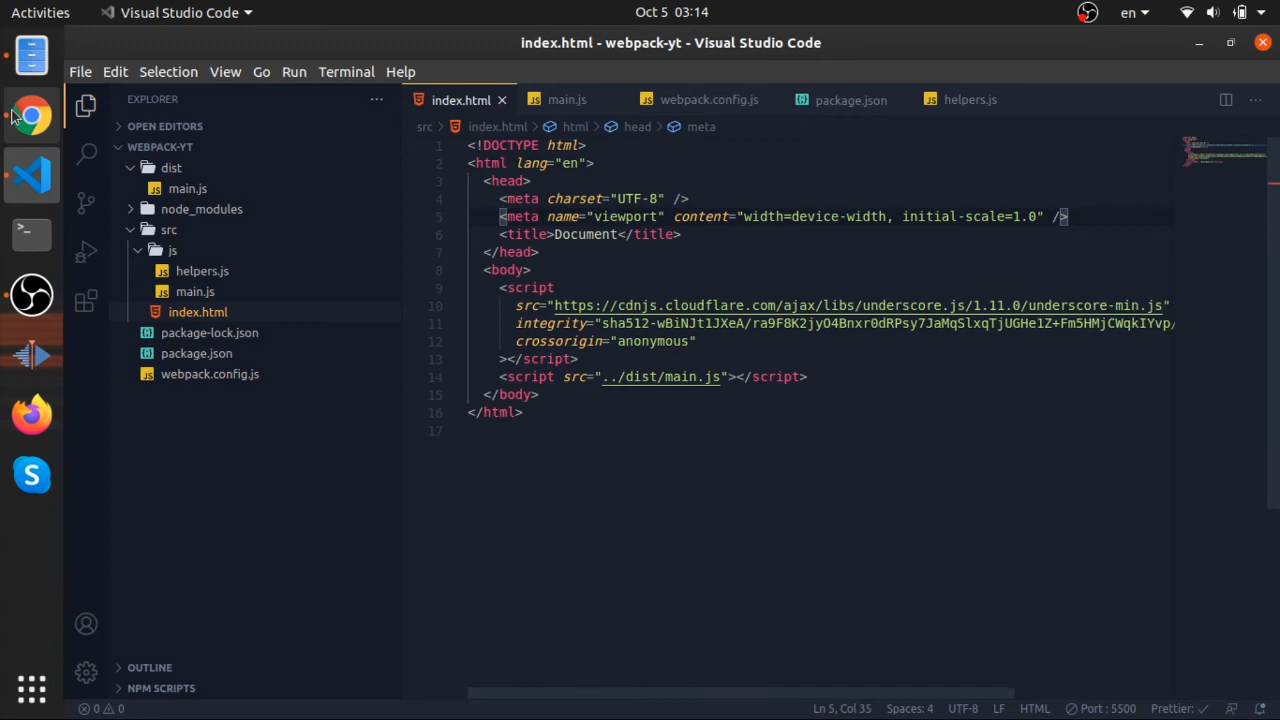 Activities
Visual Studio Code
Oct 5 03:14
en
index.html - webpack-yt - Visual Studio Code
File Edit Selection View Go Run Terminal Help
EXPLORER
index.html
main.js
webpack.config.js
package.json
helpers.js
OPEN EDITORS
src index.html html head meta
WEBPACK-YT
dist
main.js
node_modules
src
js
helpers.js
main.js
index.html
package-lock.json
package.json
webpack.config.js
OUTLINE
NPM SCRIPTS
1 <!DOCTYPE html>
2 <html lang="en">
3 <head>
4 <meta charset="UTF-8" />
5 <meta name="viewport" content="width=device-width, initial-scale=1.0" />
6 <title>Document</title>
7 </head>
8 <body>
9 <script
10 src="https://cdnjs.cloudflare.com/ajax/libs/underscore.js/1.11.0/underscore-min.js"
11 integrity="sha512-wBiNJt1JXeA/ra9F8K2jyO4Bnxr0dRPsy7JaMqSlxqTjUGHe1Z+Fm5HMjCWqkIYvp/
12 crossorigin="anonymous"
13 ></script>
14 <script src="../dist/main.js"></script>
15 </body>
16 </html>
17
0 0 Ln 5, Col 35 Spaces: 4 UTF-8 LF HTML Port : 5500 Prettier: ✓